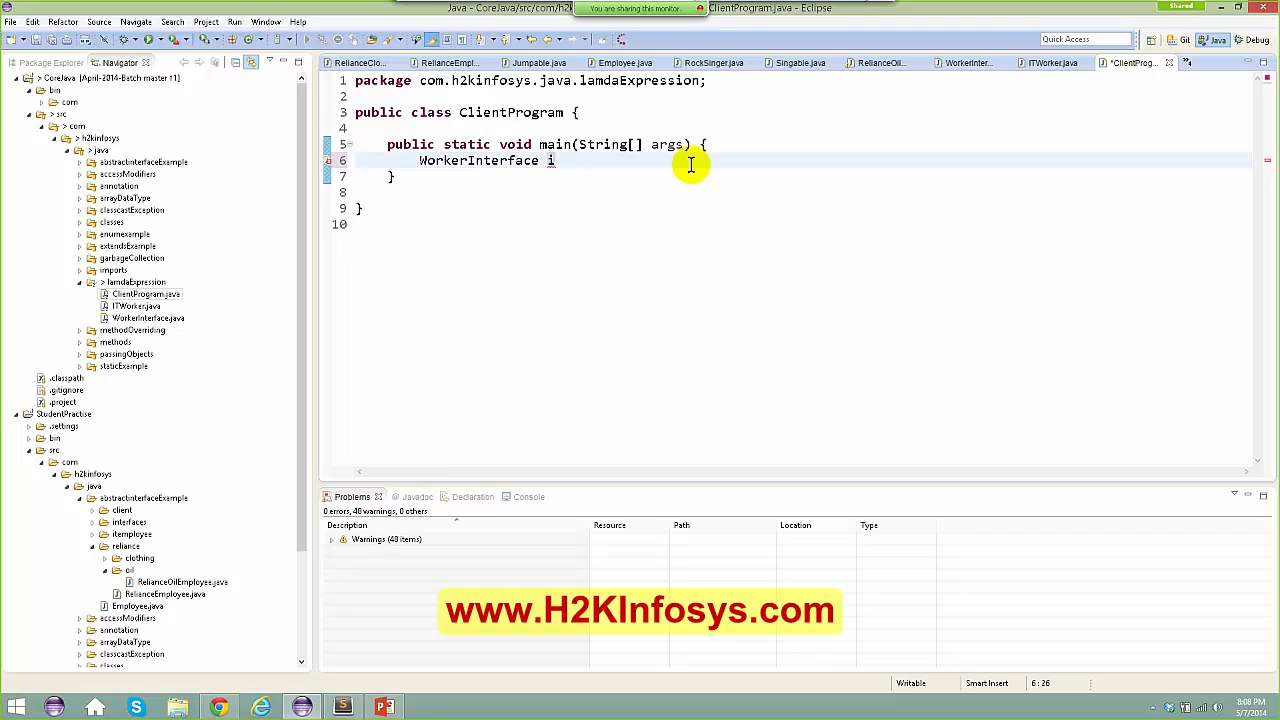 Java - CoreJava/src/com/h2k
You are sharing this monitor.
ClientProgram.java - Eclipse
Shared
File Edit Refactor Source Navigate Search Project Run Window Help
Quick Access
Git
Java
Debug
Package Explorer
Navigator
RelianceClo...
RelianceEmpl...
Jumpable.java
Employee.java
RockSinger.java
Singable.java
RelianceOil...
WorkerInter...
ITWorker.java
*ClientProg...
> CoreJava [April-2014-Batch master 11]
bin
com
> src
> com
> h2kinfosys
> java
abstractinterfaceExample
accessModifiers
annotation
arrayDataType
classcastException
classes
enumexample
extendsExample
garbageCollection
imports
> lamdaExpression
ClientProgram.java
ITWorker.java
WorkerInterface.java
methodOverriding
methods
passingObjects
staticExample
.classpath
.gitignore
.project
StudentPractise
.settings
bin
src
com
h2kinfosys
java
abstractinterfaceExample
client
interfaces
itemployee
reliance
clothing
oil
RelianceOilEmployee.java
RelianceEmployee.java
Employee.java
accessModifiers
annotation
arrayDataType
classcastException
classes
1 package com.h2kinfosys.java.lamdaExpression;
2
3 public class ClientProgram {
4
5 public static void main(String[] args) {
6 WorkerInterface i
7 }
8
9 }
10
Problems
@ Javadoc
Declaration
Console
0 errors, 48 warnings, 0 others
Description Resource Path Location Type
Warnings (48 items)
www.H2KInfosys.com
Writable Smart Insert 6 : 26
8:08 PM
5/7/2014